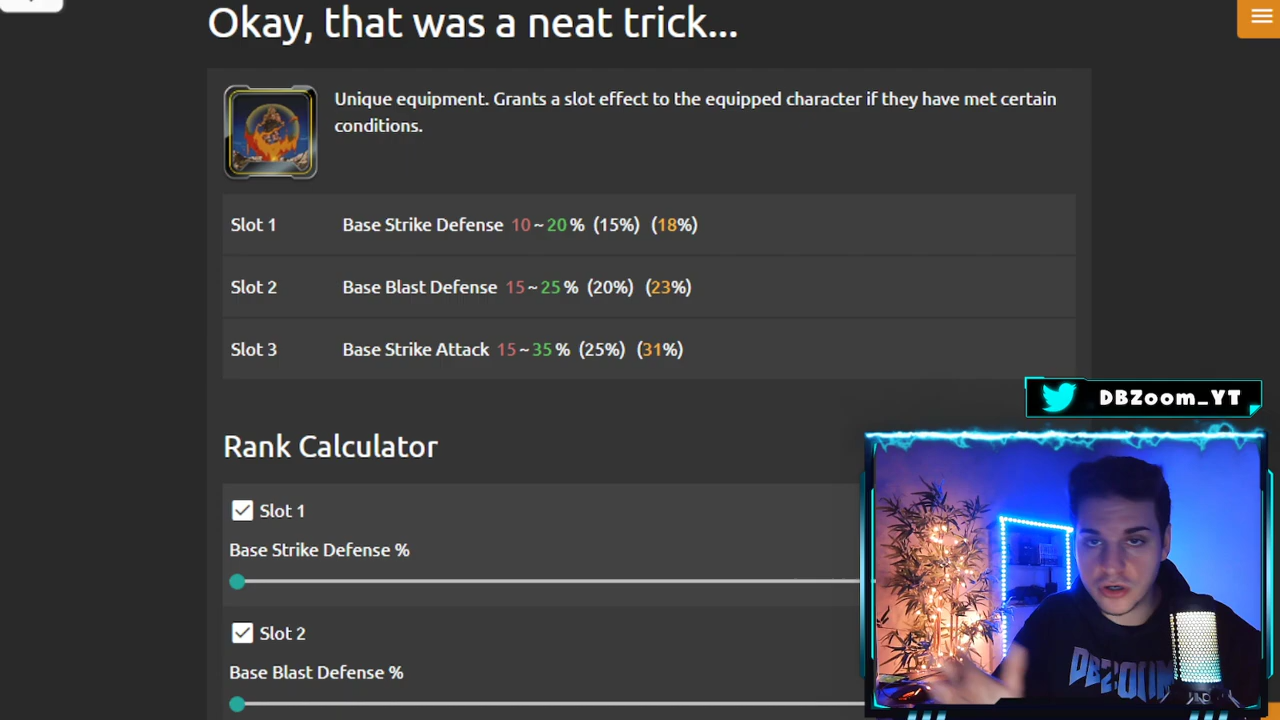 Okay, that was a neat trick...
Unique equipment. Grants a slot effect to the equipped character if they have met certain
conditions.
Slot 1 Base Strike Defense 10 ~ 20 % (15%) (18%)
Slot 2 Base Blast Defense 15 ~ 25 % (20%) (23%)
Slot 3 Base Strike Attack 15 ~ 35 % (25%) (31%)
DBZoom_YT
Rank Calculator
Slot 1
Base Strike Defense %
Slot 2
Base Blast Defense %
DBZOOM